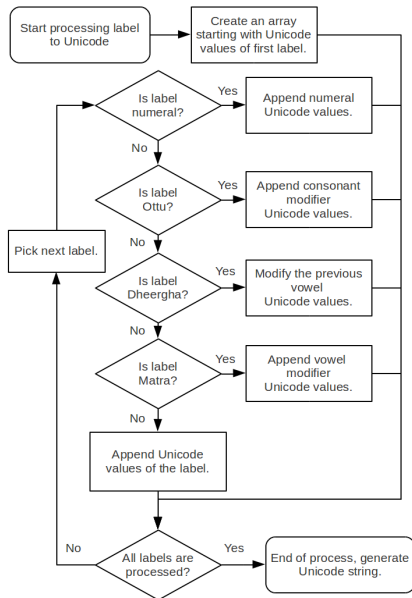 Start processing label
to Unicode
Create an array
starting with Unicode
values of first label.
Is label
numeral?
Yes
Append numeral
Unicode values.
No
Is label
Ottu?
Yes
Append consonant
modifier
Unicode values.
No
Pick next label.
Is label
Dheergha?
Yes
Modify the previous
vowel
Unicode values.
No
Is label
Matra?
Yes
Append vowel
modifier
Unicode values.
No
Append Unicode
values of the label.
No
All labels are
processed?
Yes
End of process, generate
Unicode string.